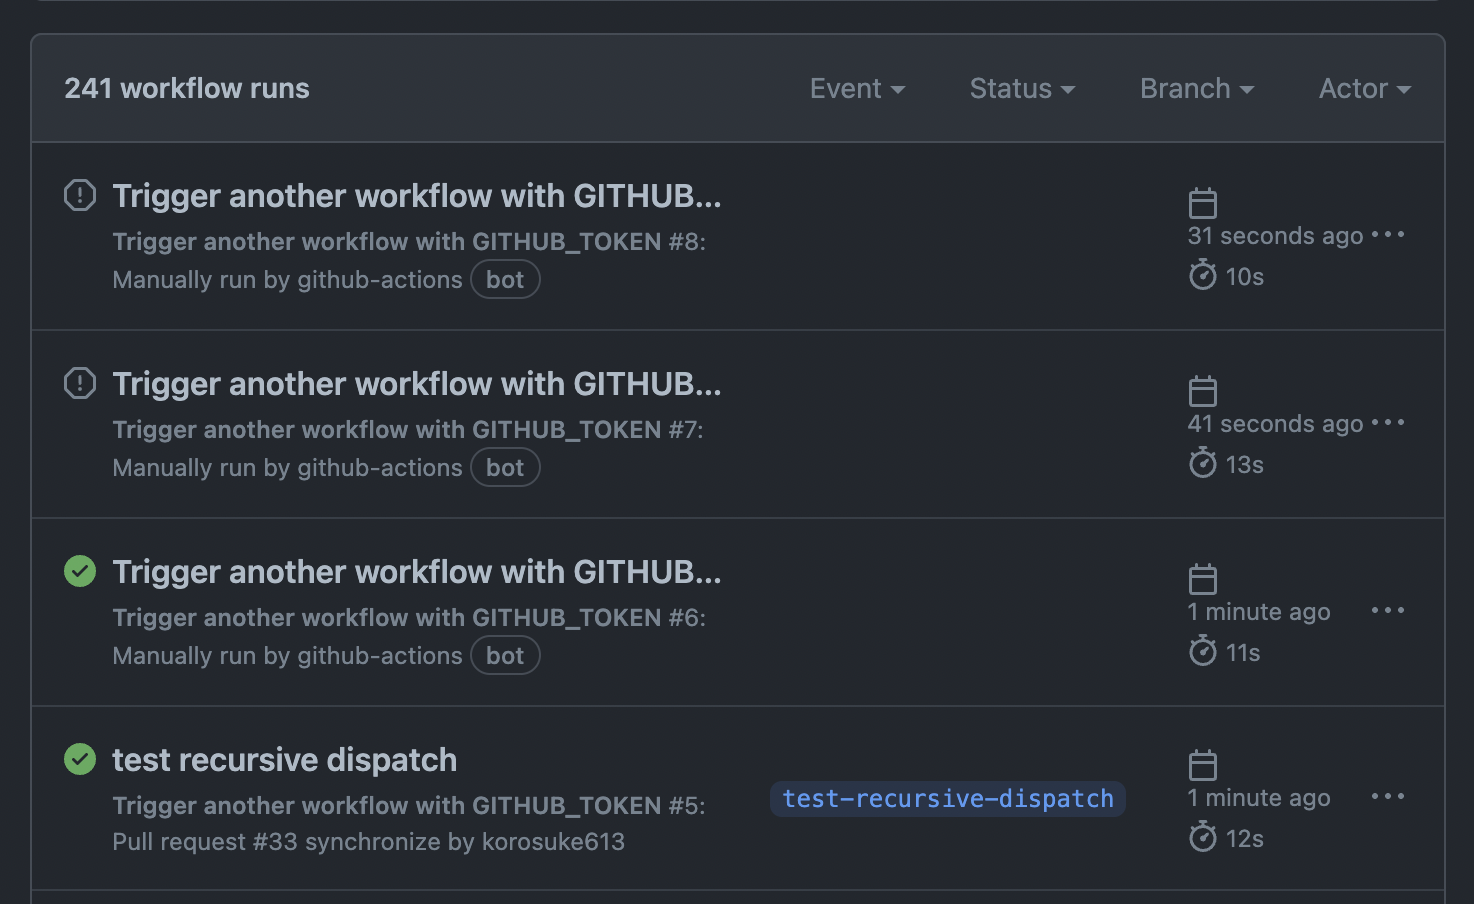 241 workflow runs
Event
Status
Branch
Actor
Trigger another workflow with GITHUB...
Trigger another workflow with GITHUB_TOKEN #8:
Manually run by github-actions bot
31 seconds ago
10s
Trigger another workflow with GITHUB...
Trigger another workflow with GITHUB_TOKEN #7:
Manually run by github-actions bot
41 seconds ago
13s
Trigger another workflow with GITHUB...
Trigger another workflow with GITHUB_TOKEN #6:
Manually run by github-actions bot
1 minute ago
11s
test recursive dispatch
Trigger another workflow with GITHUB_TOKEN #5:
Pull request #33 synchronize by korosuke613
test-recursive-dispatch
1 minute ago
12s